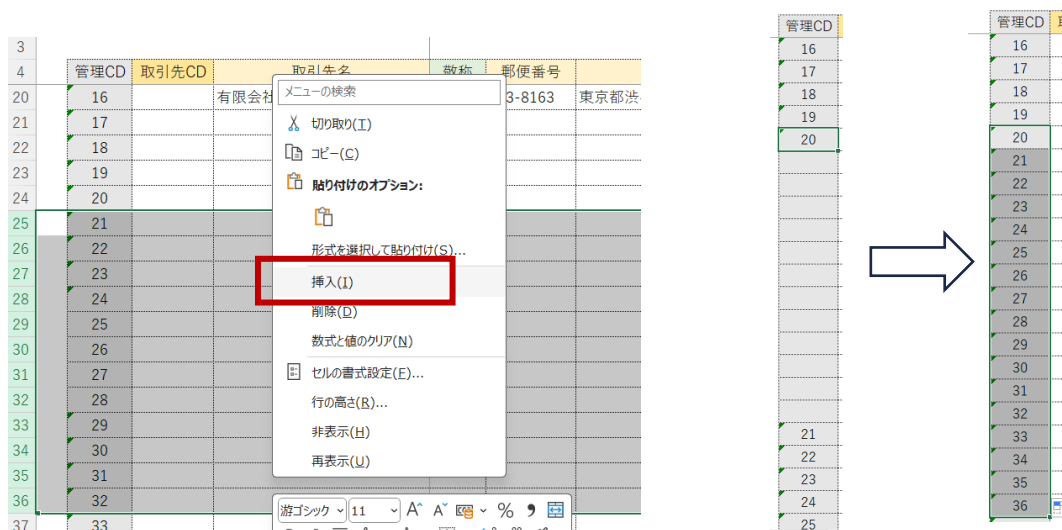 3
4 管理CD 取引先CD 取引先名 敬称 郵便番号
20 16 有限会社 3-8163 東京都渋
21 17
22 18
23 19
24 20
25 21
26 22
27 23
28 24
29 25
30 26
31 27
32 28
33 29
34 30
35 31
36 32
37 33
メニューの検索
切り取り(T)
コピー(C)
貼り付けのオプション:
形式を選択して貼り付け(S)...
挿入(I)
削除(D)
数式と値のクリア(N)
セルの書式設定(F)...
行の高さ(R)...
非表示(H)
再表示(U)
游ゴシック 11 A^ A˅ % 9
管理CD
16
17
18
19
20
21
22
23
24
25
管理CD
16
17
18
19
20
21
22
23
24
25
26
27
28
29
30
31
32
33
34
35
36